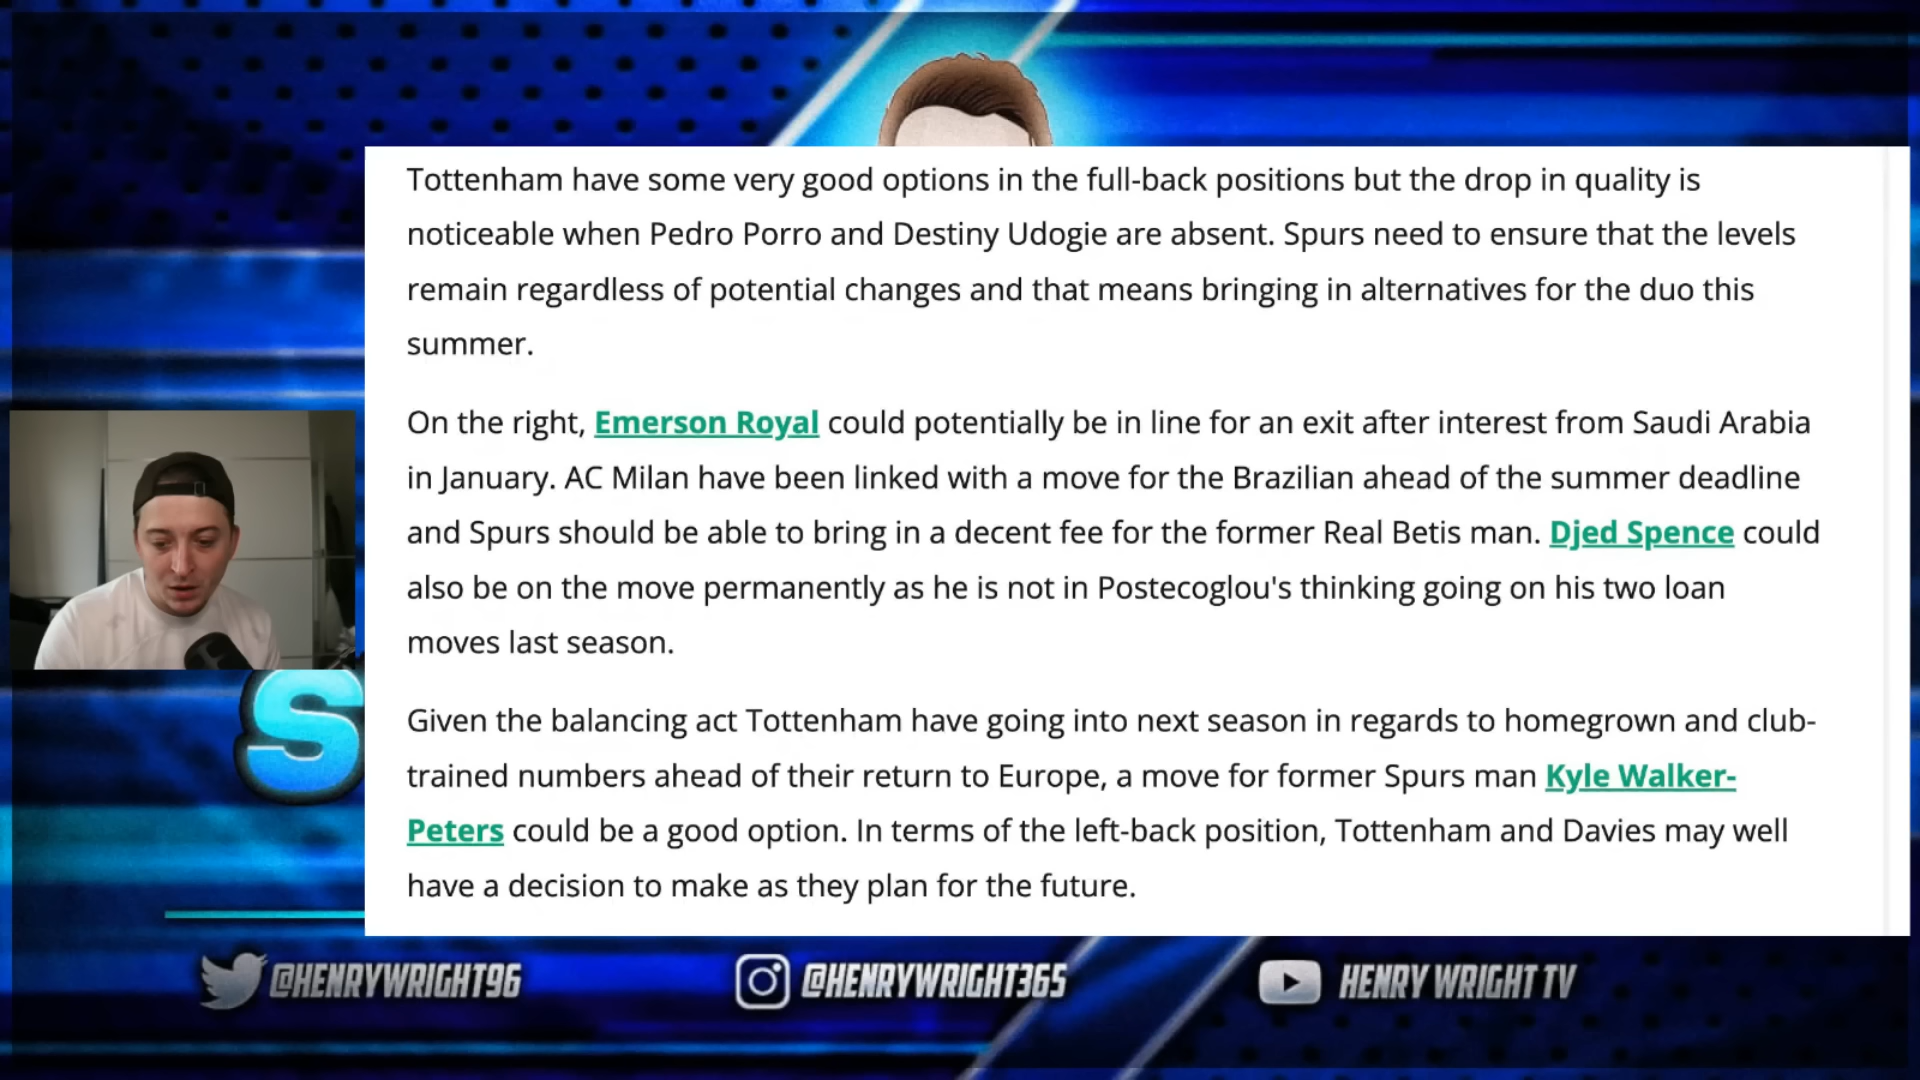 Tottenham have some very good options in the full-back positions but the drop in quality is
noticeable when Pedro Porro and Destiny Udogie are absent. Spurs need to ensure that the levels
remain regardless of potential changes and that means bringing in alternatives for the duo this
summer.
On the right, Emerson Royal could potentially be in line for an exit after interest from Saudi Arabia
in January. AC Milan have been linked with a move for the Brazilian ahead of the summer deadline
and Spurs should be able to bring in a decent fee for the former Real Betis man. Djed Spence could
also be on the move permanently as he is not in Postecoglou's thinking going on his two loan
moves last season.
Given the balancing act Tottenham have going into next season in regards to homegrown and club-
trained numbers ahead of their return to Europe, a move for former Spurs man Kyle Walker-
Peters could be a good option. In terms of the left-back position, Tottenham and Davies may well
have a decision to make as they plan for the future.
S
@HENRYWRIGHT96
@HENRYWRIGHT365
HENRY WRIGHT TV